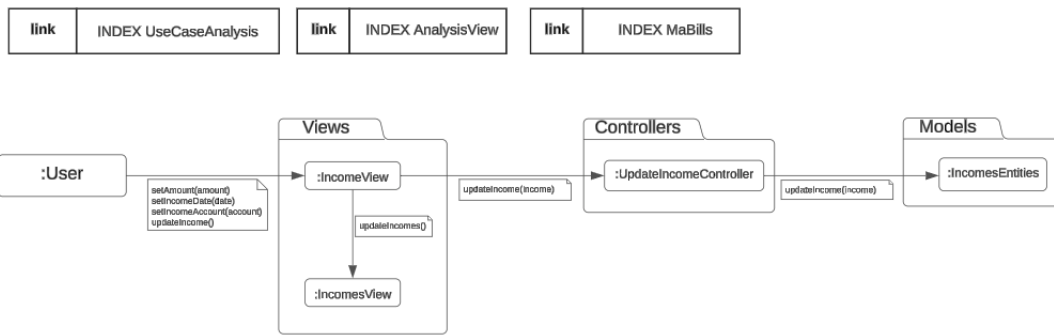 link INDEX UseCaseAnalysis
link INDEX AnalysisView
link INDEX MaBills
Views
Controllers
Models
:User
setAmount(amount)
setIncomeDate(date)
setIncomeAccount(account)
updateIncome()
:IncomeView
updateIncome(income)
:UpdateIncomeController
updateIncome(income)
:IncomesEntities
updateIncomes()
:IncomesView